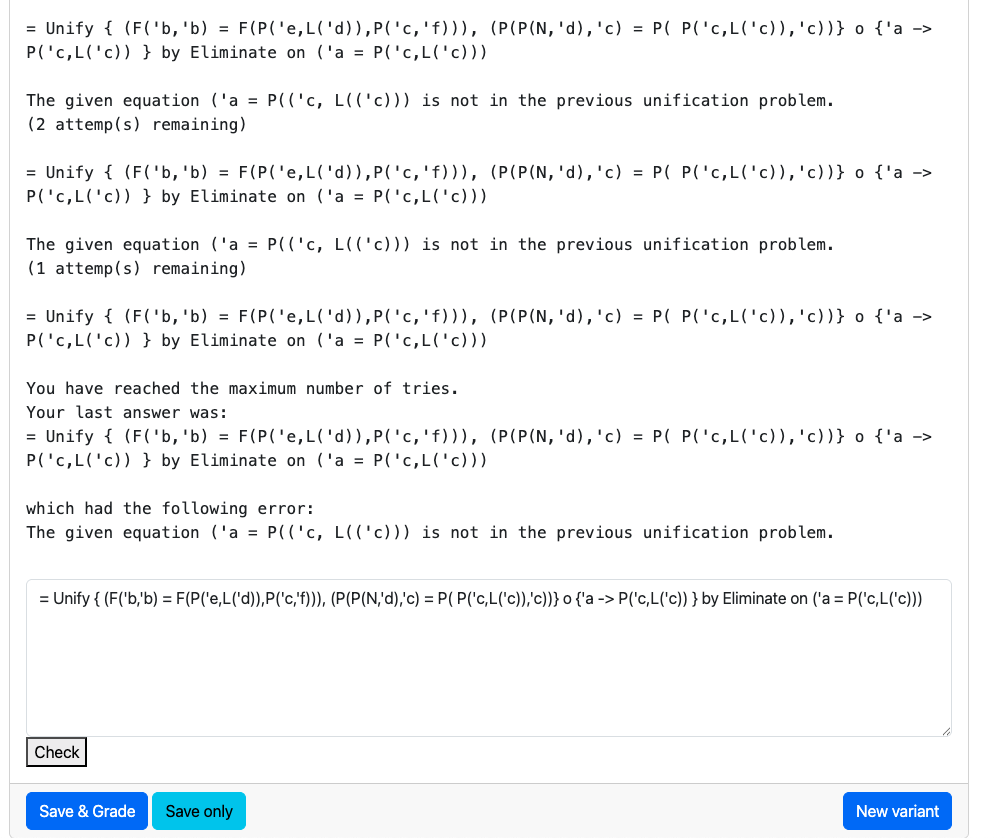 = Unify { (F('b,'b) = F(P('e,L('d)),P('c,'f))), (P(P(N,'d),'c) = P( P('c,L('c)),'c))} o {'a ->
P('c,L('c)) } by Eliminate on ('a = P('c,L('c)))
The given equation ('a = P(('c, L(('c))) is not in the previous unification problem.
(2 attemp(s) remaining)
= Unify { (F('b,'b) = F(P('e,L('d)),P('c,'f))), (P(P(N,'d),'c) = P( P('c,L('c)),'c))} o {'a ->
P('c,L('c)) } by Eliminate on ('a = P('c,L('c)))
The given equation ('a = P(('c, L(('c))) is not in the previous unification problem.
(1 attemp(s) remaining)
= Unify { (F('b,'b) = F(P('e,L('d)),P('c,'f))), (P(P(N,'d),'c) = P( P('c,L('c)),'c))} o {'a ->
P('c,L('c)) } by Eliminate on ('a = P('c,L('c)))
You have reached the maximum number of tries.
Your last answer was:
= Unify { (F('b,'b) = F(P('e,L('d)),P('c,'f))), (P(P(N,'d),'c) = P( P('c,L('c)),'c))} o {'a ->
P('c,L('c)) } by Eliminate on ('a = P('c,L('c)))
which had the following error:
The given equation ('a = P(('c, L(('c))) is not in the previous unification problem.
= Unify { (F('b,'b) = F(P('e,L('d)),P('c,'f))), (P(P(N,'d),'c) = P( P('c,L('c)),'c))} o {'a -> P('c,L('c)) } by Eliminate on ('a = P('c,L('c)))
Check
Save & Grade Save only New variant